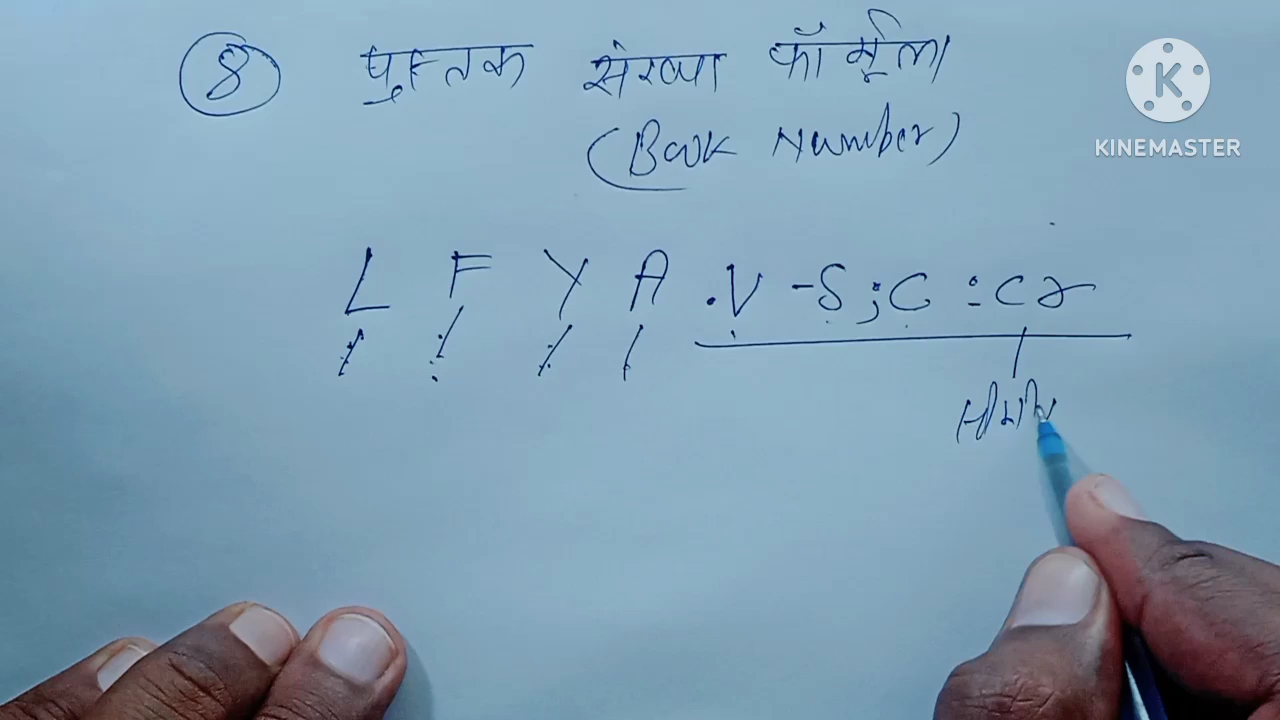 8 पुस्तक संख्या फॉर्मूला
(Book Number)
KINEMASTER
L F Y A .V -S ;C :Cr